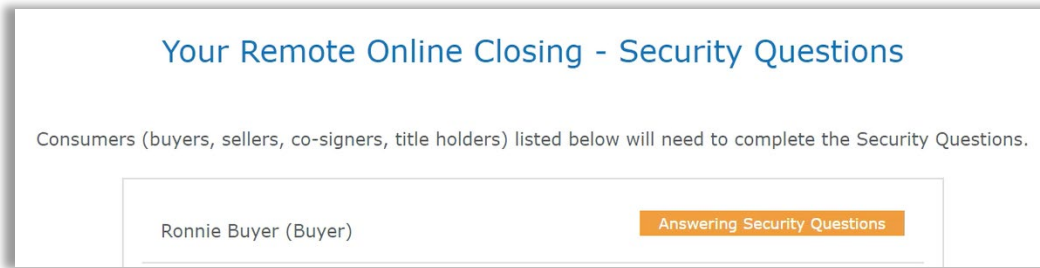 Your Remote Online Closing - Security Questions
Consumers (buyers, sellers, co-signers, title holders) listed below will need to complete the Security Questions.
Ronnie Buyer (Buyer)
Answering Security Questions